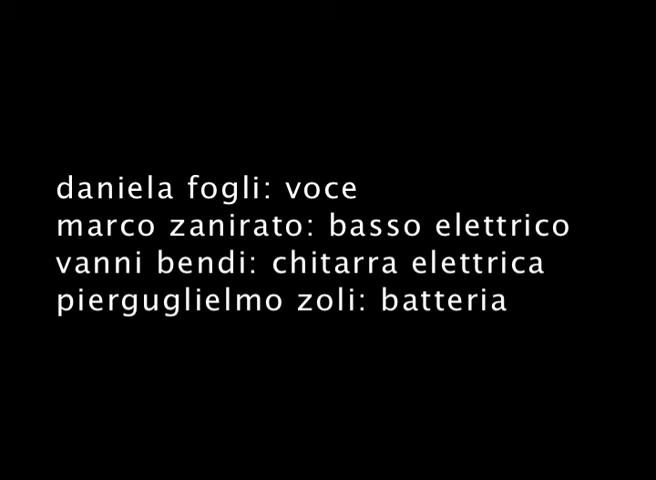 daniela fogli: voce
marco zanirato: basso elettrico
vanni bendi: chitarra elettrica
pierguglielmo zoli: batteria